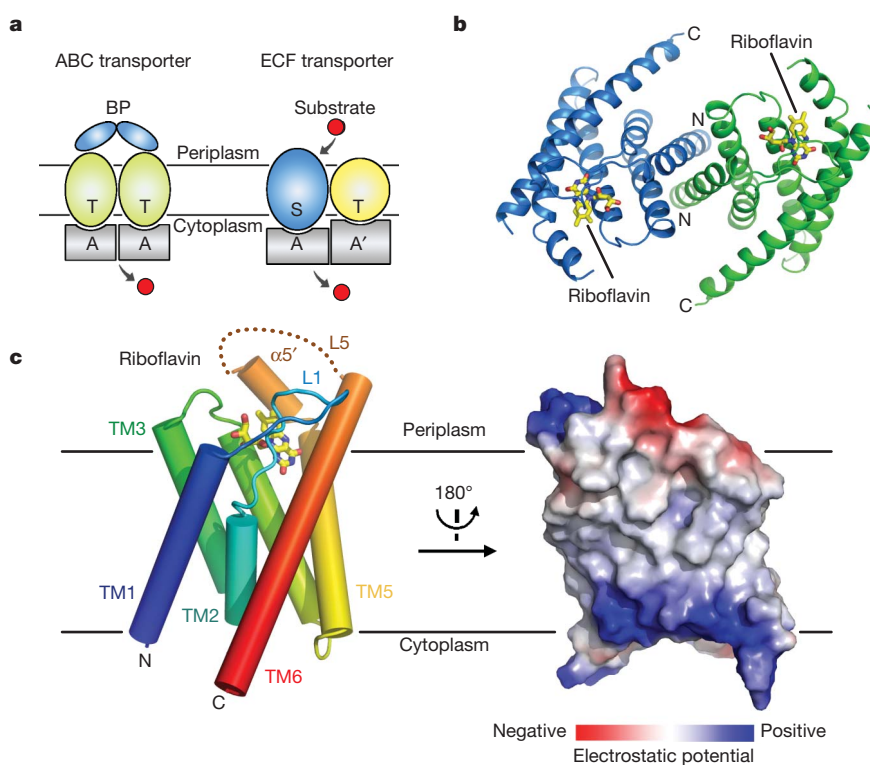 a
ABC transporter
ECF transporter
BP
Substrate
Periplasm
T
T
S
T
Cytoplasm
A
A
A
A′
b
C
Riboflavin
N
N
Riboflavin
C
c
Riboflavin
α5′
L5
L1
TM3
Periplasm
180°
TM1
TM2
TM5
N
Cytoplasm
TM6
C
Negative
Positive
Electrostatic potential